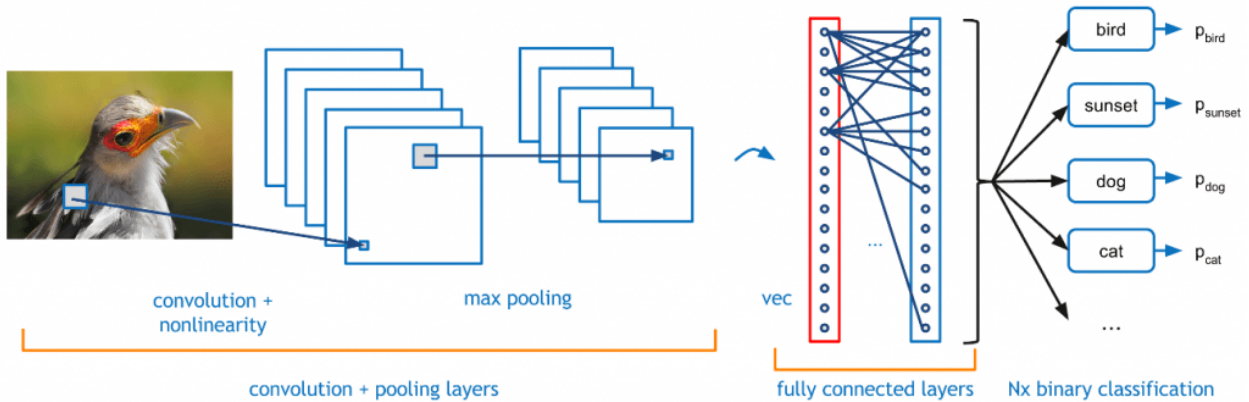 convolution +
nonlinearity
max pooling
vec
...
bird
p_bird
sunset
p_sunset
dog
p_dog
cat
p_cat
...
convolution + pooling layers
fully connected layers
Nx binary classification